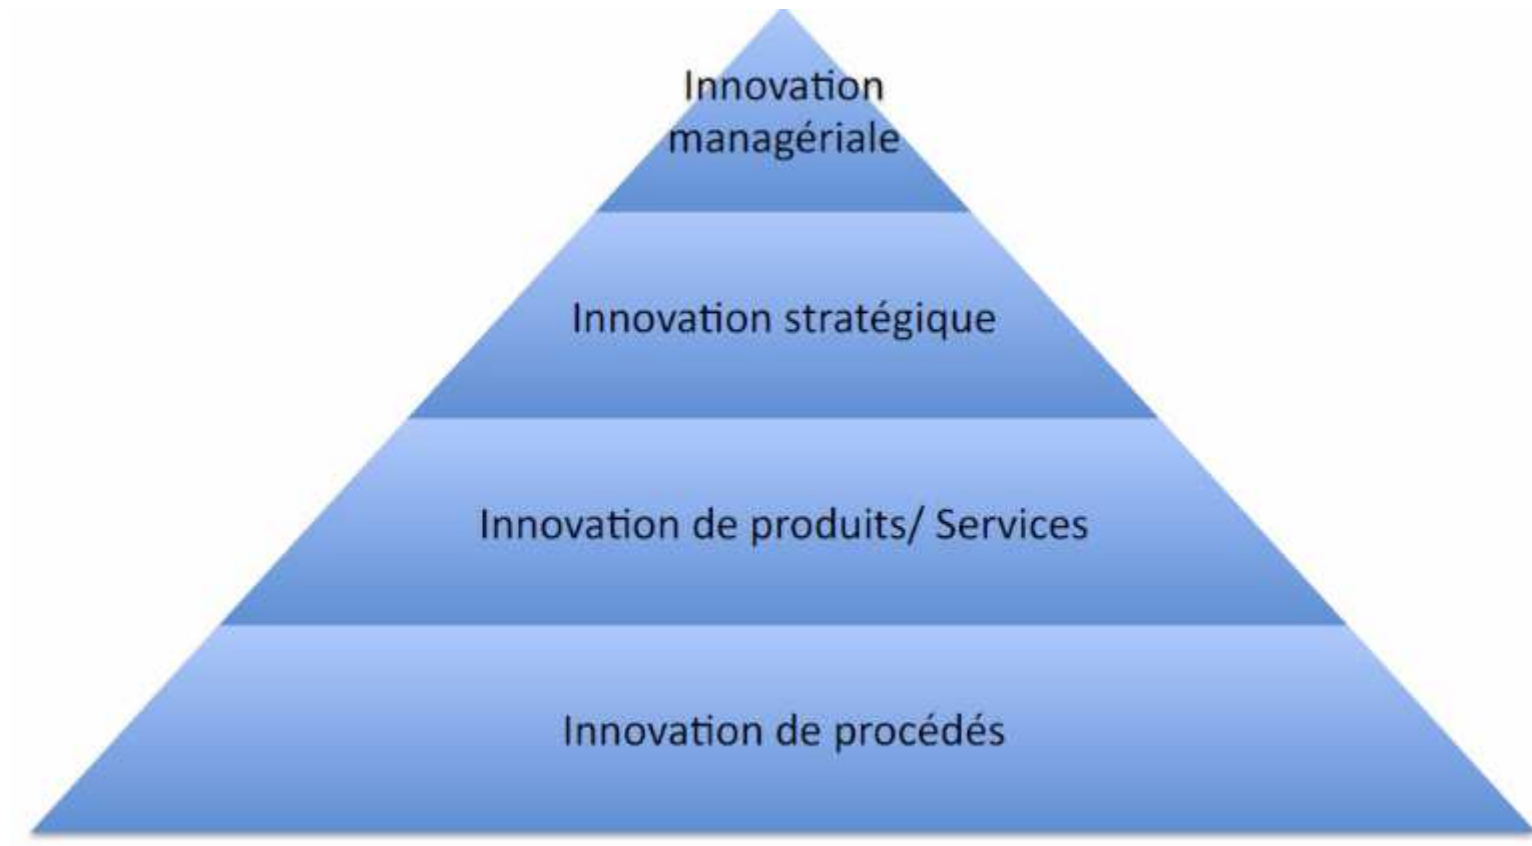 Innovation
managériale
Innovation stratégique
Innovation de produits/ Services
Innovation de procédés